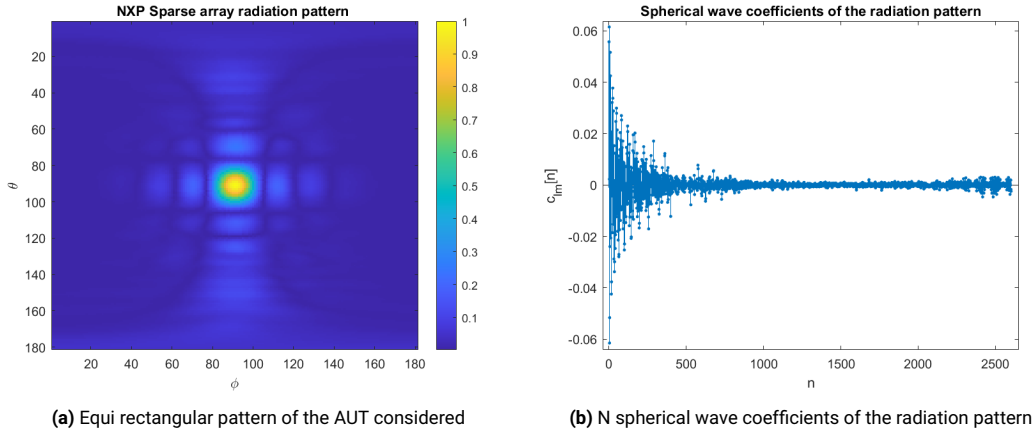 NXP Sparse array radiation pattern
1
0.9
0.8
0.7
0.6
0.5
0.4
0.3
0.2
0.1
20
40
60
80
100
120
140
160
180
θ
20 40 60 80 100 120 140 160 180
ϕ
(a) Equi rectangular pattern of the AUT considered
Spherical wave coefficients of the radiation pattern
0.06
0.04
0.02
0
-0.02
-0.04
-0.06
c_lm[n]
0 500 1000 1500 2000 2500
n
(b) N spherical wave coefficients of the radiation pattern